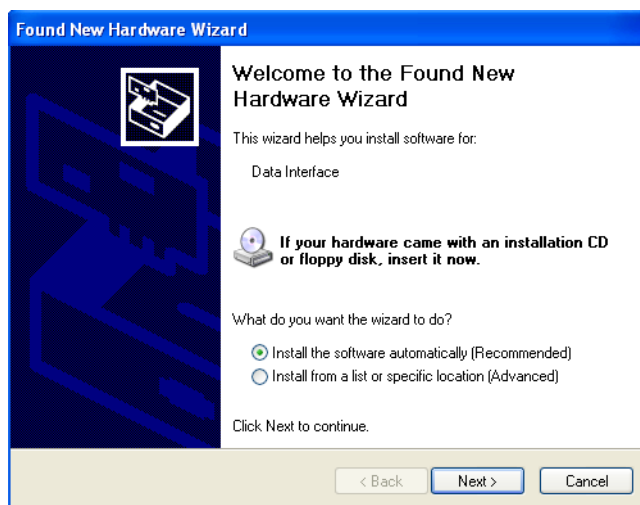 Found New Hardware Wizard
Welcome to the Found New
Hardware Wizard
This wizard helps you install software for:
Data Interface
If your hardware came with an installation CD
or floppy disk, insert it now.
What do you want the wizard to do?
Install the software automatically (Recommended)
Install from a list or specific location (Advanced)
Click Next to continue.
< Back Next > Cancel